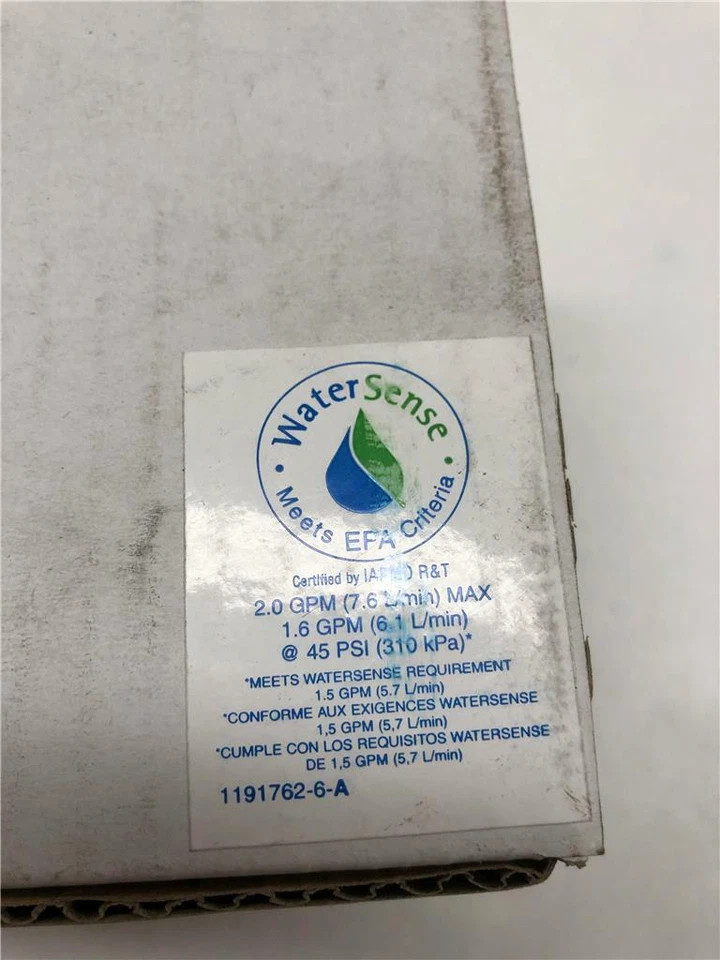 WaterSense
Meets EPA Criteria
Certified by IAPMO R&T
2.0 GPM (7.6 L/min) MAX
1.6 GPM (6.1 L/min)
@ 45 PSI (310 kPa)*
*MEETS WATERSENSE REQUIREMENT
1.5 GPM (5.7 L/min)
*CONFORME AUX EXIGENCES WATERSENSE
1,5 GPM (5,7 L/min)
*CUMPLE CON LOS REQUISITOS WATERSENSE
DE 1,5 GPM (5,7 L/min)
1191762-6-A